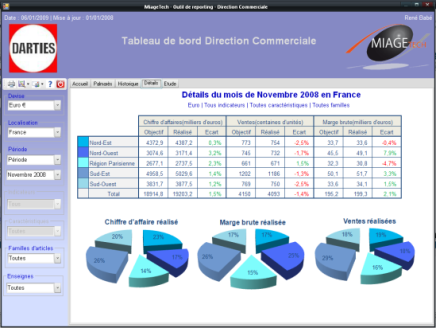 MiageTech - Outil de reporting - Direction Commerciale
Date : 06/01/2009 | Mise à jour : 01/01/2009
René Gabé
DARTIES
Tableau de bord Direction Commerciale
MIAGE
Accueil Palmarès Historique Détails Etude
Devise
Euro €
Localisation
France
Période
Période
Novembre 2008
Familles d'articles
Toutes
Enseignes
Toutes
Détails du mois de Novembre 2008 en France
Euro | Tous indicateurs | Toutes caractéristiques | Toutes familles
Chiffre d'affaires(milliers d'euros) Ventes(centaines d'unités) Marge brute(milliers d'euros)
Objectif Réalisé Ecart Objectif Réalisé Ecart Objectif Réalisé Ecart
Nord-Est 4372,9 4387,2 0,3% 773 754 -2,5% 33,7 33,6 -0,4%
Nord-Ouest 3074,6 3171,4 3,2% 745 732 -1,7% 45,5 49,1 7,9%
Région Parisienne 2677,1 2737,5 2,3% 661 671 1,5% 32,3 30,8 -4,7%
Sud-Est 4958,5 5029,6 1,4% 1202 1186 -1,3% 50,1 51,7 3,3%
Sud-Ouest 3831,7 3877,5 1,2% 769 750 -2,5% 33,6 34,1 1,5%
Total 18914,8 19203,2 1,5% 4150 4093 -1,4% 195,2 199,3 2,1%
Chiffre d'affaire réalisé Marge brute réalisée Ventes réalisées
20% 23% 26% 14%
17% 17% 26% 15% 25%
18% 18% 29% 16%